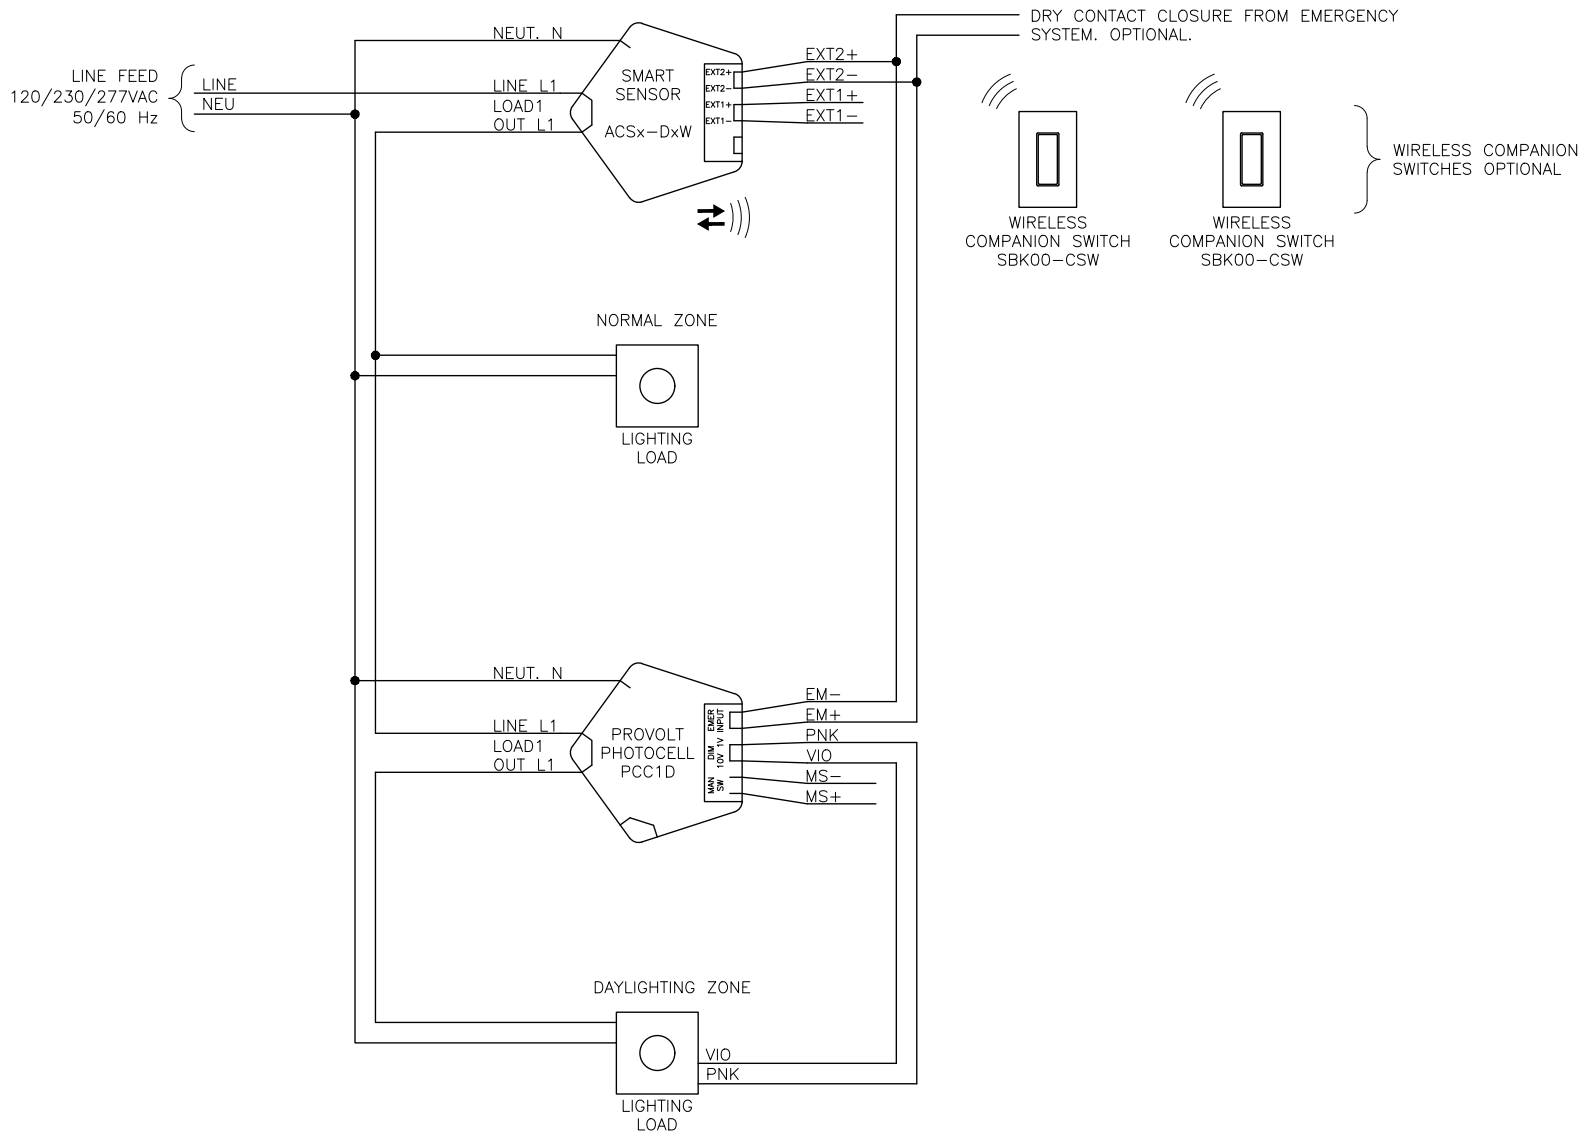 DRY CONTACT CLOSURE FROM EMERGENCY
SYSTEM. OPTIONAL.
LINE FEED
120/230/277VAC
50/60 Hz
LINE
NEU
NEUT. N
LINE L1
LOAD1
OUT L1
SMART
SENSOR
ACSx-DxW
EXT2+
EXT2-
EXT1+
EXT1-
EXT2+
EXT2-
EXT1+
EXT1-
WIRELESS
COMPANION SWITCH
SBK00-CSW
WIRELESS
COMPANION SWITCH
SBK00-CSW
WIRELESS COMPANION
SWITCHES OPTIONAL
NORMAL ZONE
LIGHTING
LOAD
NEUT. N
LINE L1
LOAD1
OUT L1
PROVOLT
PHOTOCELL
PCC1D
EMER
INPUT
DIM
10V 1V
MAN
SW
EM-
EM+
PNK
VIO
MS-
MS+
DAYLIGHTING ZONE
VIO
PNK
LIGHTING
LOAD